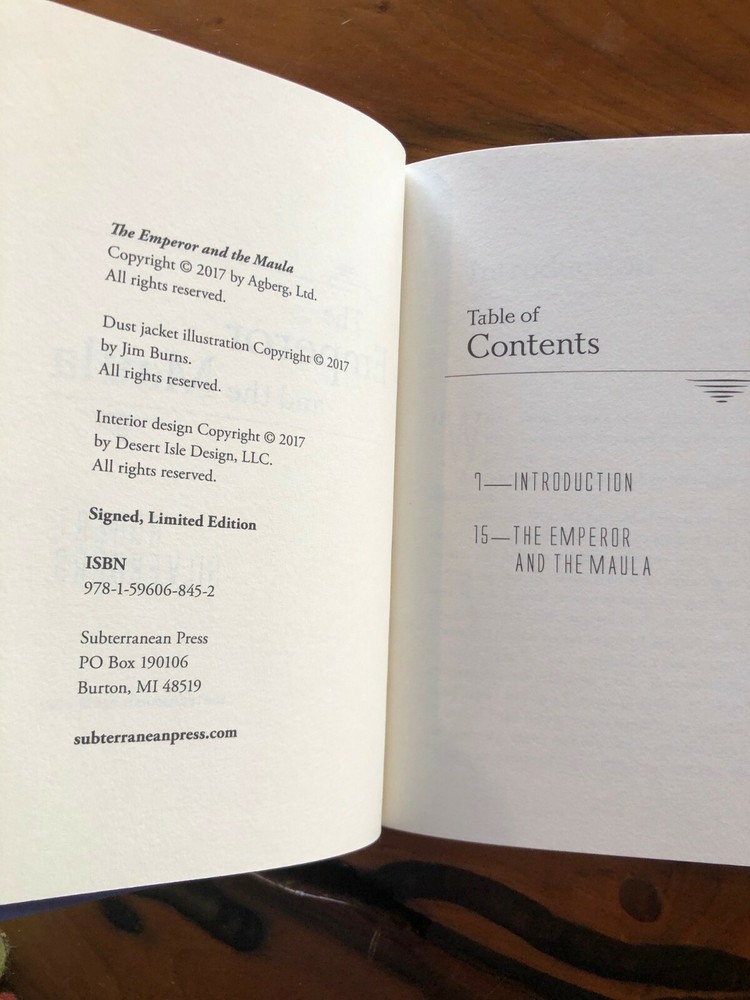 The Emperor and the Maula
Copyright © 2017 by Agberg, Ltd.
All rights reserved.
Dust jacket illustration Copyright © 2017
by Jim Burns.
All rights reserved.
Interior design Copyright © 2017
by Desert Isle Design, LLC.
All rights reserved.
Signed, Limited Edition
ISBN
978-1-59606-845-2
Subterranean Press
PO Box 190106
Burton, MI 48519
subterraneanpress.com
Table of
Contents
7—INTRODUCTION
15—THE EMPEROR
AND THE MAULA